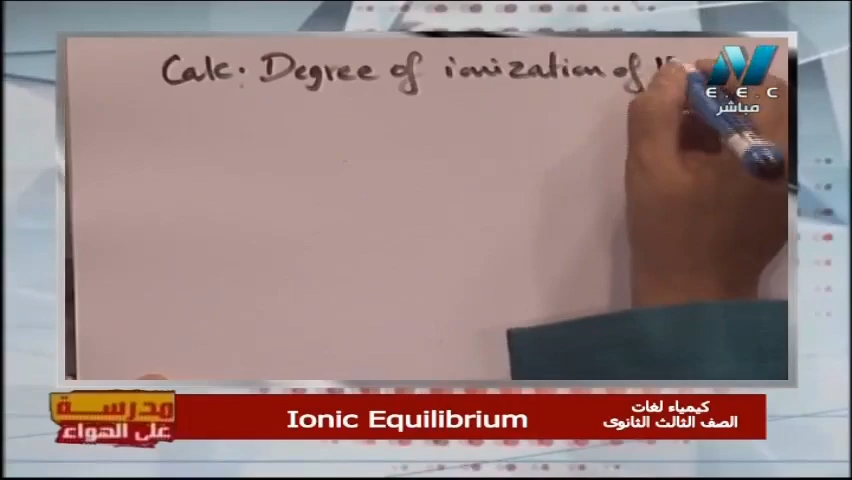 Calc. Degree of ionization of
E.E.C
مباشر
مدرسة
على الهواء
Ionic Equilibrium
كيمياء لغات
الصف الثالث الثانوى